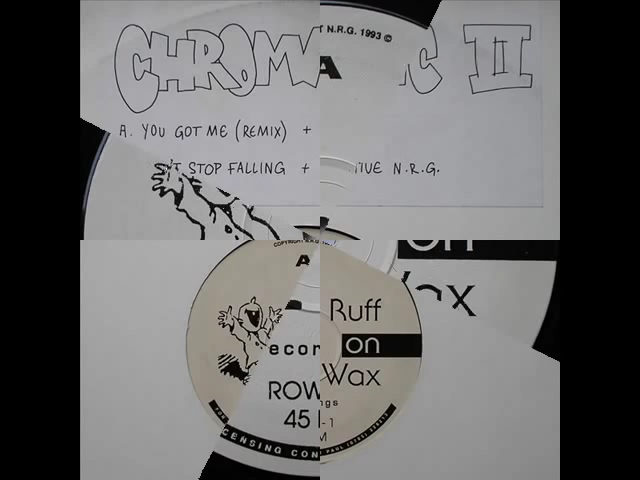 T N.R.G. 1993 ©
CHROMA
C II
A
A. YOU GOT ME (REMIX) +
'T STOP FALLING +
TIVE N.R.G.
on
A
Ruff
ecor
on
Wax
ROW
ngs
45
-1
M
CENSING CON